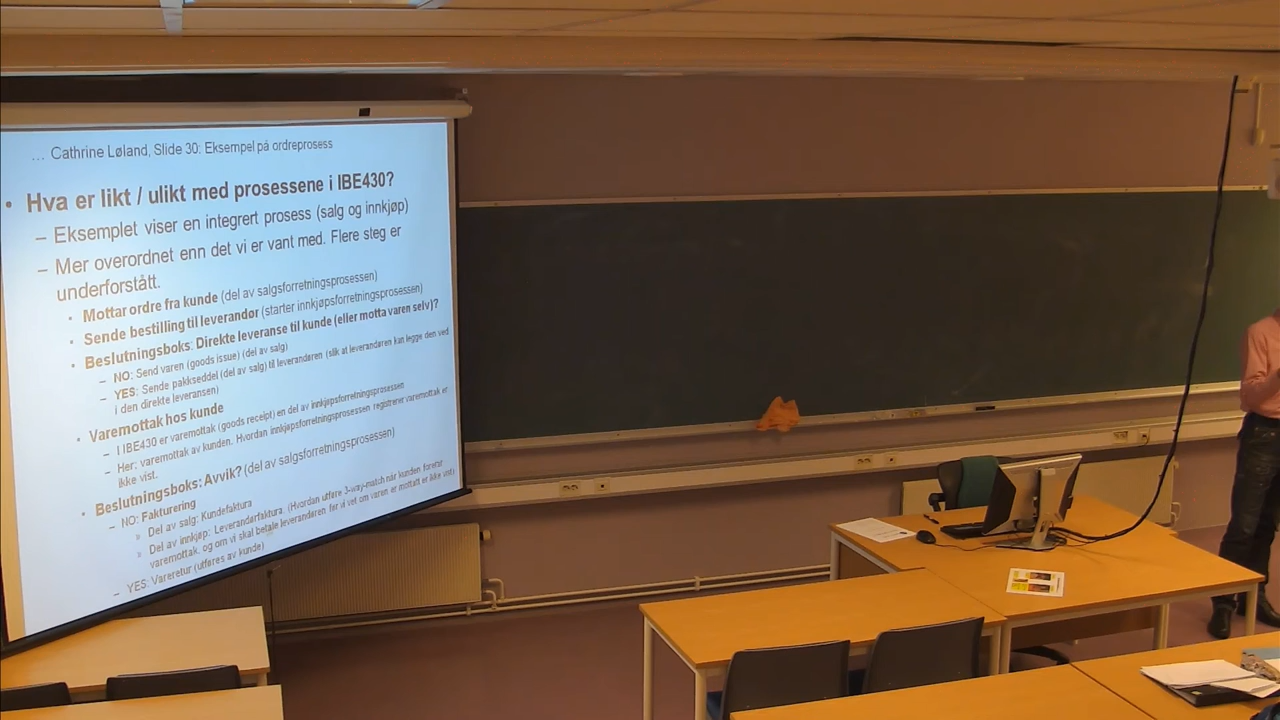 … Cathrine Løland, Slide 30: Eksempel på ordreprosess
• Hva er likt / ulikt med prosessene i IBE430?
– Eksemplet viser en integrert prosess (salg og innkjøp)
– Mer overordnet enn det vi er vant med. Flere steg er
underforstått.
• Mottar ordre fra kunde (del av salgsforretningsprosessen)
• Sende bestilling til leverandør (starter innkjøpsforretningsprosessen)
• Beslutningsboks: Direkte leveranse til kunde (eller motta varen selv)?
– NO: Send varen (goods issue) (del av salg)
– YES: Sende pakkseddel (del av salg) til leverandøren (slik at leverandøren kan legge den ved
i den direkte leveransen)
• Varemottak hos kunde
– I IBE430 er varemottak (goods receipt) en del av innkjøpsforretningsprosessen
– Her: varemottak av kunden. Hvordan innkjøpsforretningsprosessen registrerer varemottak er
ikke vist.
• Beslutningsboks: Avvik? (del av salgsforretningsprosessen)
– NO: Fakturering
» Del av salg: Kundefaktura
» Del av innkjøp: Leverandørfaktura. (Hvordan utføre 3-way-match når kunden foretar
varemottak, og om vi skal betale leverandøren før vi vet om varen er mottatt er ikke vist)
– YES: Vareretur (utføres av kunde)